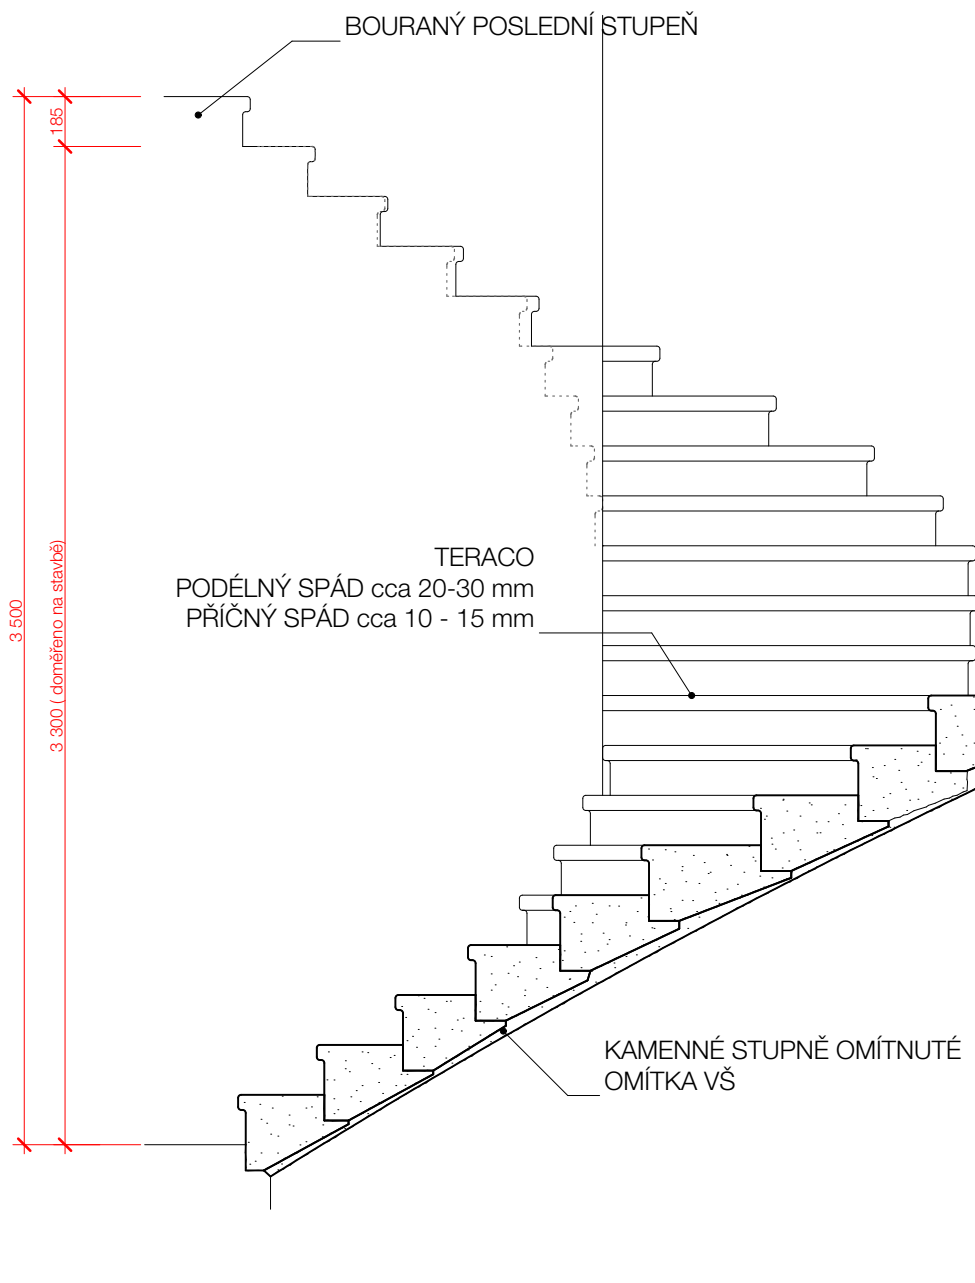 BOURANÝ POSLEDNÍ STUPEŇ
185
3 500
3 300 ( doměřeno na stavbě)
TERACO
PODÉLNÝ SPÁD cca 20-30 mm
PŘÍČNÝ SPÁD cca 10 - 15 mm
KAMENNÉ STUPNĚ OMÍTNUTÉ
OMÍTKA VŠ